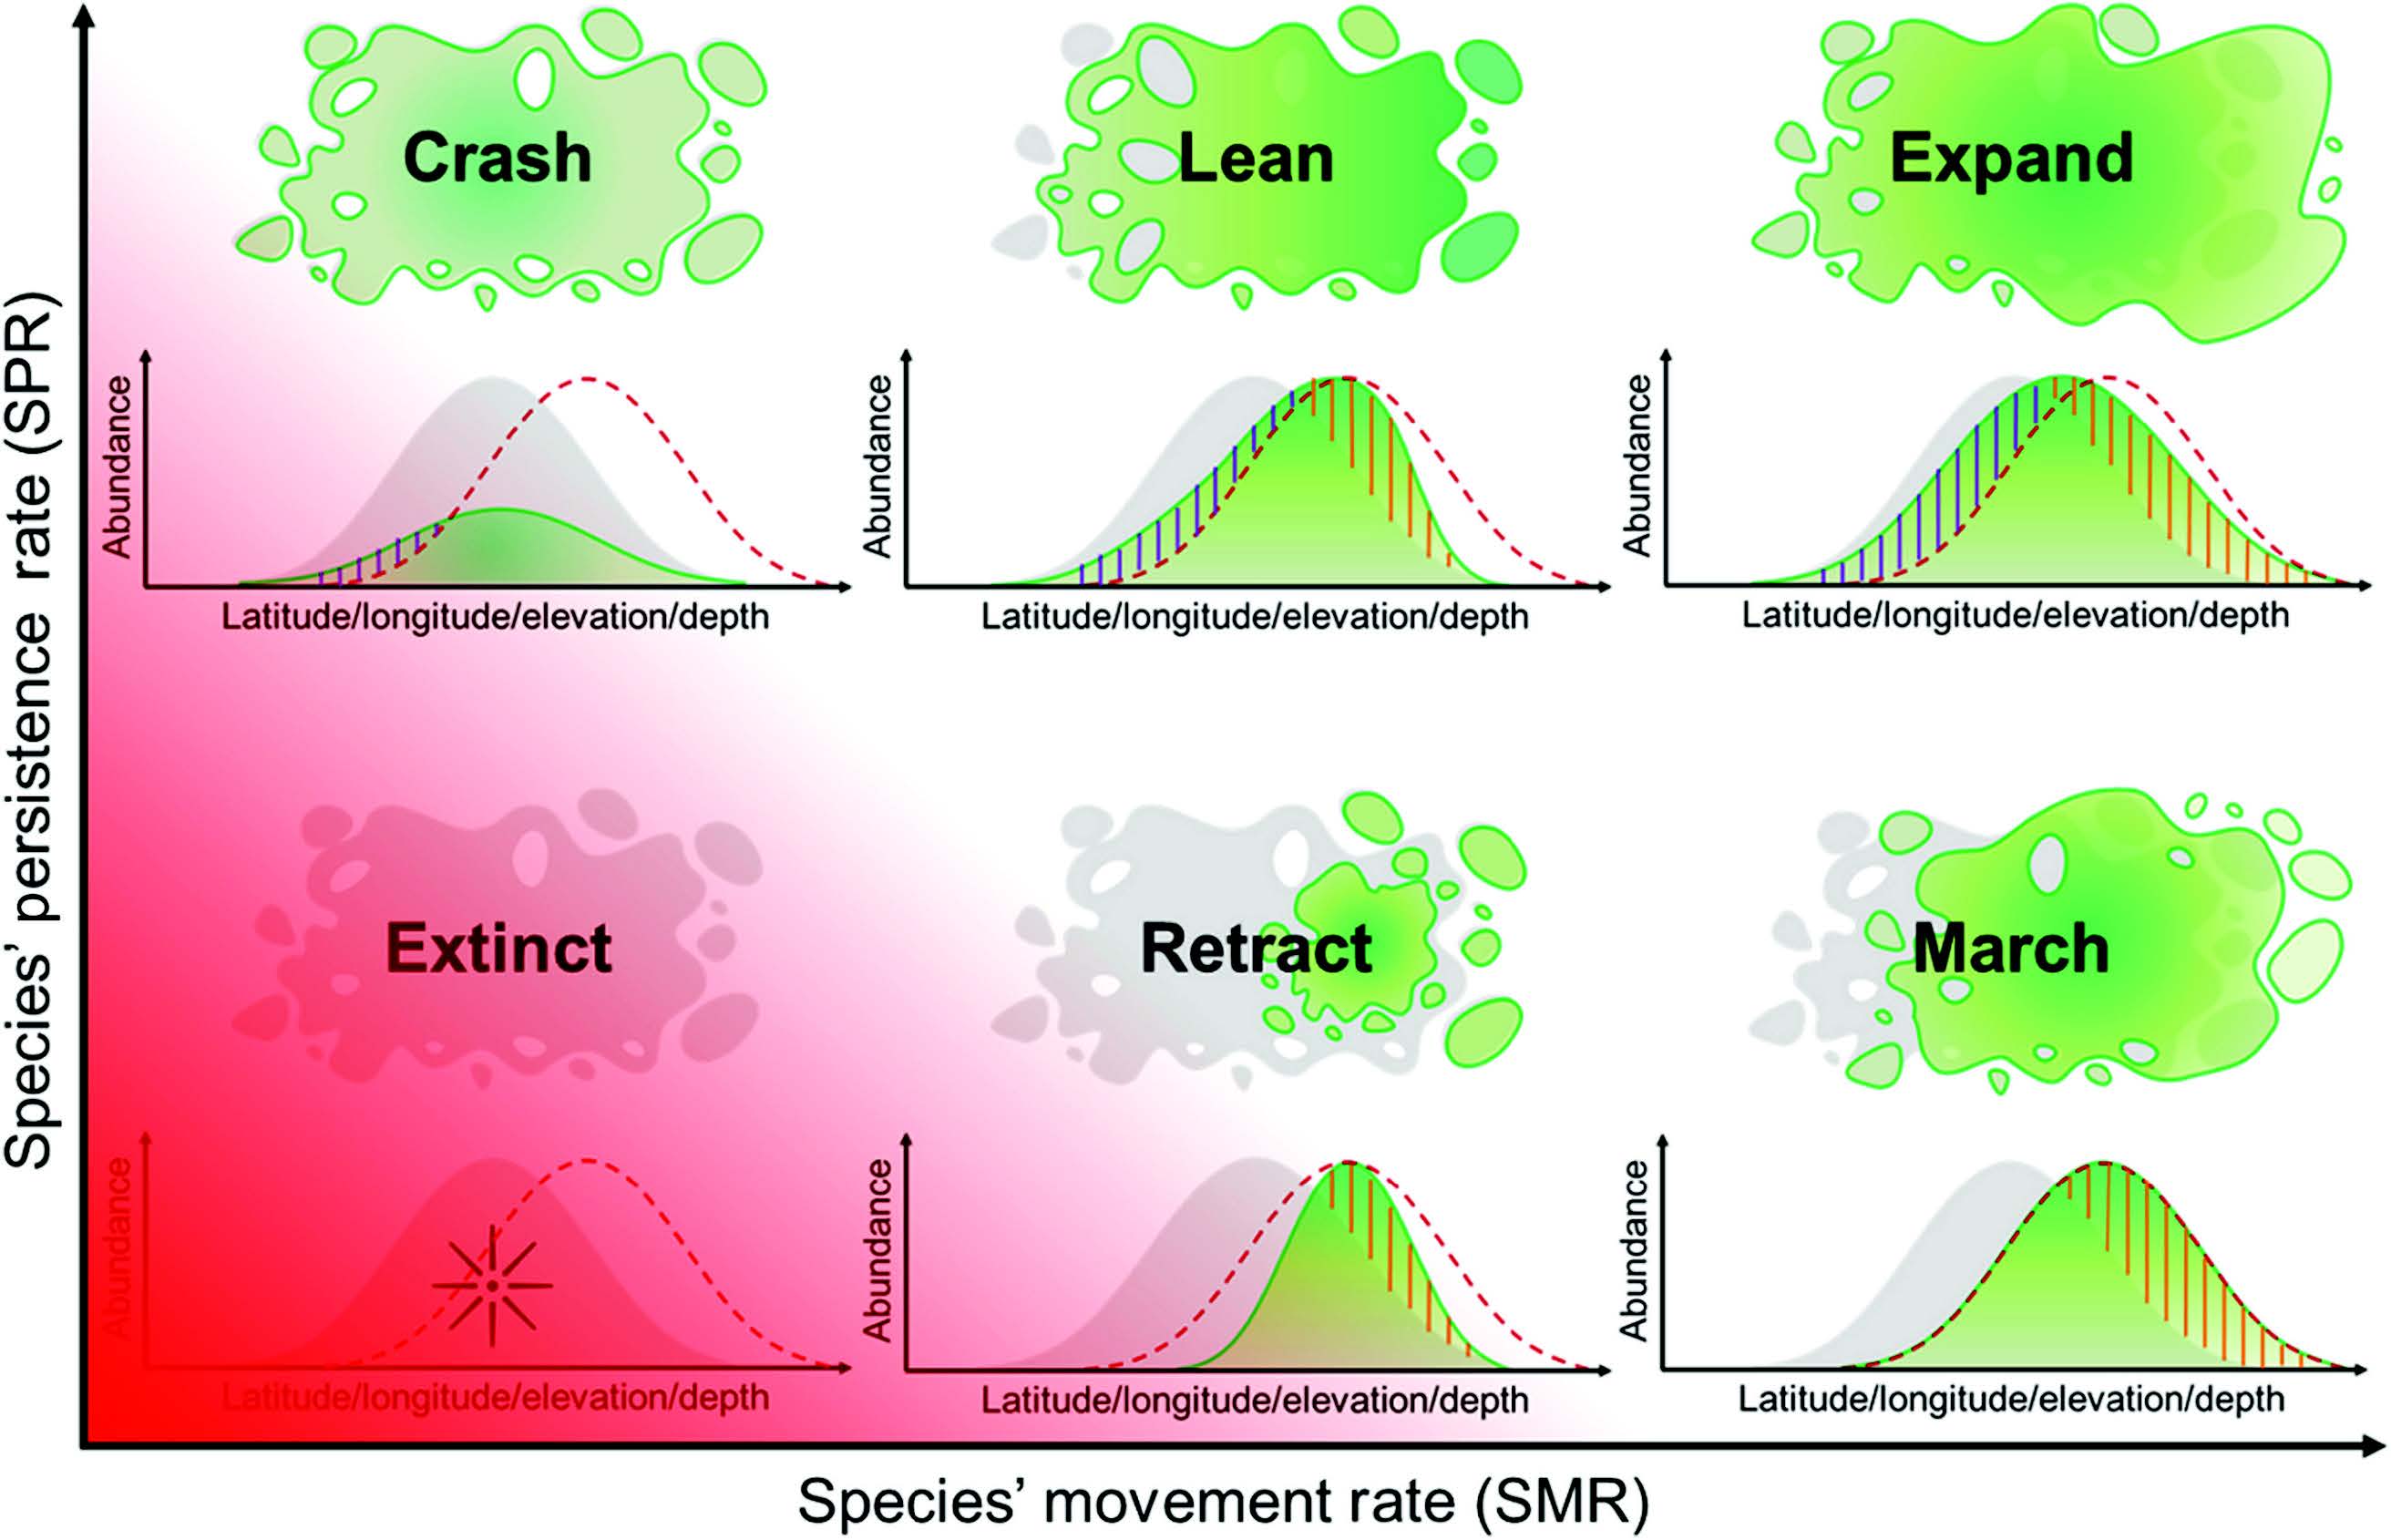 Species’ persistence rate (SPR)
Crash
Lean
Expand
Abundance
Latitude/longitude/elevation/depth
Abundance
Latitude/longitude/elevation/depth
Abundance
Latitude/longitude/elevation/depth
Extinct
Retract
March
Abundance
Latitude/longitude/elevation/depth
Abundance
Latitude/longitude/elevation/depth
Abundance
Latitude/longitude/elevation/depth
Species’ movement rate (SMR)